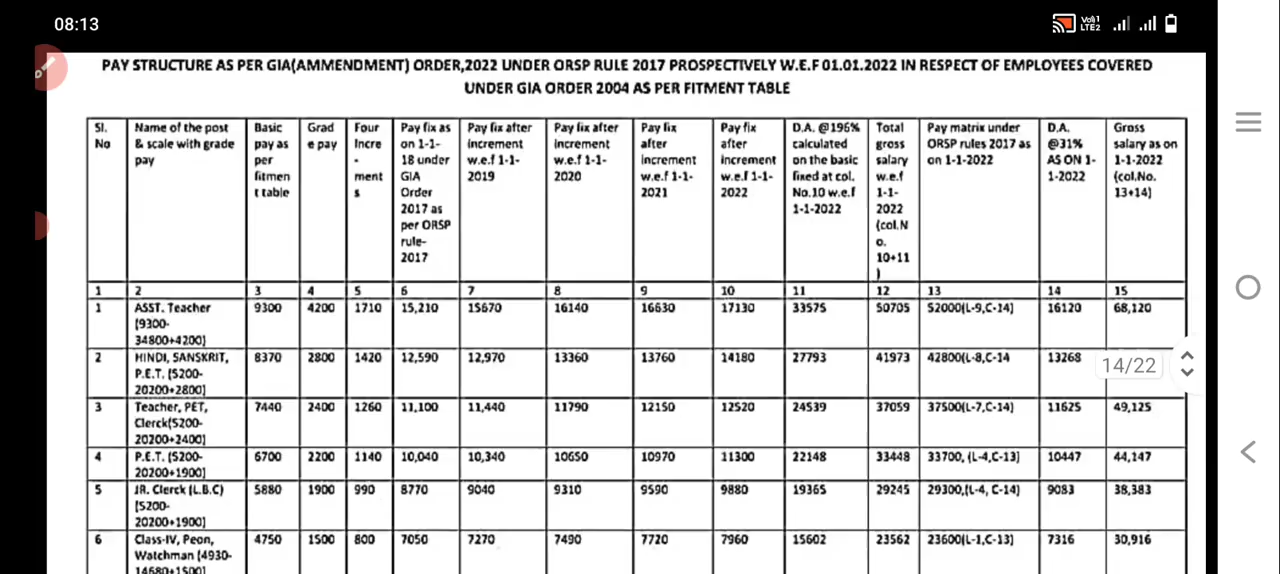 08:13
Vo))1
LTE2
PAY STRUCTURE AS PER GIA(AMMENDMENT) ORDER,2022 UNDER ORSP RULE 2017 PROSPECTIVELY W.E.F 01.01.2022 IN RESPECT OF EMPLOYEES COVERED
UNDER GIA ORDER 2004 AS PER FITMENT TABLE
Sl. No | Name of the post & scale with grade pay | Basic pay as per fitmen t table | Grad e pay | Four Incre - ment s | Pay fix as on 1-1-18 under GIA Order 2017 as per ORSP rule-2017 | Pay fix after increment w.e.f 1-1-2019 | Pay fix after increment w.e.f 1-1-2020 | Pay fix after increment w.e.f 1-1-2021 | Pay fix after increment w.e.f 1-1-2022 | D.A. @196% calculated on the basic fixed at col. No.10 w.e.f 1-1-2022 | Total gross salary w.e.f 1-1-2022 (col.N o. 10+11 ) | Pay matrix under ORSP rules 2017 as on 1-1-2022 | D.A. @31% AS ON 1-1-2022 | Gross salary as on 1-1-2022 (col.No. 13+14)
1 | 2 | 3 | 4 | 5 | 6 | 7 | 8 | 9 | 10 | 11 | 12 | 13 | 14 | 15
1 | ASST. Teacher (9300-34800+4200) | 9300 | 4200 | 1710 | 15,210 | 15670 | 16140 | 16630 | 17130 | 33575 | 50705 | 52000(L-9,C-14) | 16120 | 68,120
2 | HINDI, SANSKRIT, P.E.T. (5200-20200+2800) | 8370 | 2800 | 1420 | 12,590 | 12,970 | 13360 | 13760 | 14180 | 27793 | 41973 | 42800(L-8,C-14 | 13268
14/22
3 | Teacher, PET, Clerck(5200-20200+2400) | 7440 | 2400 | 1260 | 11,100 | 11,440 | 11790 | 12150 | 12520 | 24539 | 37059 | 37500(L-7,C-14) | 11625 | 49,125
4 | P.E.T. (5200-20200+1900) | 6700 | 2200 | 1140 | 10,040 | 10,340 | 10650 | 10970 | 11300 | 22148 | 33448 | 33700, (L-4,C-13) | 10447 | 44,147
5 | JR. Clerck (L.B.C) (5200-20200+1900) | 5880 | 1900 | 990 | 8770 | 9040 | 9310 | 9590 | 9880 | 19365 | 29245 | 29300,(L-4, C-14) | 9083 | 38,383
6 | Class-IV, Peon, Watchman (4930-14680+1500) | 4750 | 1500 | 800 | 7050 | 7270 | 7490 | 7720 | 7960 | 15602 | 23562 | 23600(L-1,C-13) | 7316 | 30,916